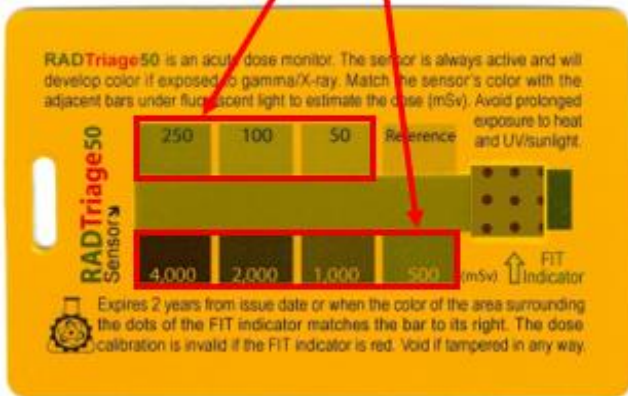 RADTriage50 is an acute dose monitor. The sensor is always active and will
develop color if exposed to gamma/X-ray. Match the sensor's color with the
adjacent bars under fluorescent light to estimate the dose (mSv). Avoid prolonged
exposure to heat
and UV/sunlight.
250 100 50 Reference
RADTriage50
Sensor
4,000 2,000 1,000 500 (mSv)
FIT
Indicator
Expires 2 years from issue date or when the color of the area surrounding
the dots of the FIT indicator matches the bar to its right. The dose
calibration is invalid if the FIT indicator is red. Void if tampered in any way.